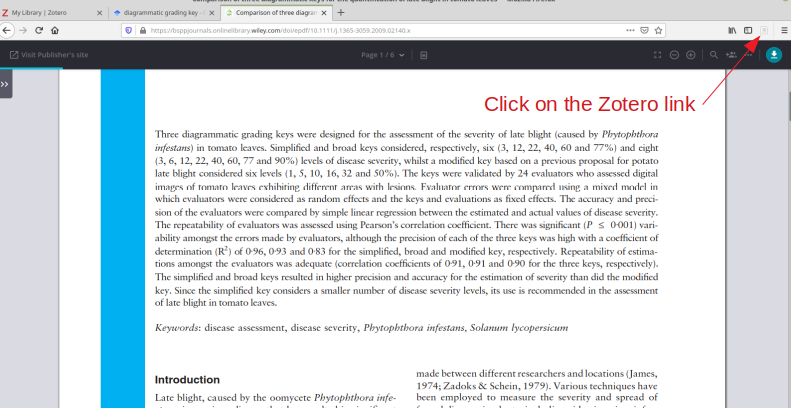 Comparison of three diagrammatic keys for the quantification of late blight in tomato leaves - Mozilla Firefox
Z My Library | Zotero
diagrammatic grading key
Comparison of three diagram
https://bsppjournals.onlinelibrary.wiley.com/doi/epdf/10.1111/j.1365-3059.2009.02140.x
Visit Publisher's site
Page 1 / 6
Click on the Zotero link
Three diagrammatic grading keys were designed for the assessment of the severity of late blight (caused by Phytophthora
infestans) in tomato leaves. Simplified and broad keys considered, respectively, six (3, 12, 22, 40, 60 and 77%) and eight
(3, 6, 12, 22, 40, 60, 77 and 90%) levels of disease severity, whilst a modified key based on a previous proposal for potato
late blight considered six levels (1, 5, 10, 16, 32 and 50%). The keys were validated by 24 evaluators who assessed digital
images of tomato leaves exhibiting different areas with lesions. Evaluator errors were compared using a mixed model in
which evaluators were considered as random effects and the keys and evaluations as fixed effects. The accuracy and preci-
sion of the evaluators were compared by simple linear regression between the estimated and actual values of disease severity.
The repeatability of evaluators was assessed using Pearson's correlation coefficient. There was significant (P ≤ 0·001) vari-
ability amongst the errors made by evaluators, although the precision of each of the three keys was high with a coefficient of
determination (R²) of 0·96, 0·93 and 0·83 for the simplified, broad and modified key, respectively. Repeatability of estima-
tions amongst the evaluators was adequate (correlation coefficients of 0·91, 0·91 and 0·90 for the three keys, respectively).
The simplified and broad keys resulted in higher precision and accuracy for the estimation of severity than did the modified
key. Since the simplified key considers a smaller number of disease severity levels, its use is recommended in the assessment
of late blight in tomato leaves.
Keywords: disease assessment, disease severity, Phytophthora infestans, Solanum lycopersicum
Introduction
Late blight, caused by the oomycete Phytophthora infe-
made between different researchers and locations (James,
1974; Zadoks & Schein, 1979). Various techniques have
been employed to measure the severity and spread of